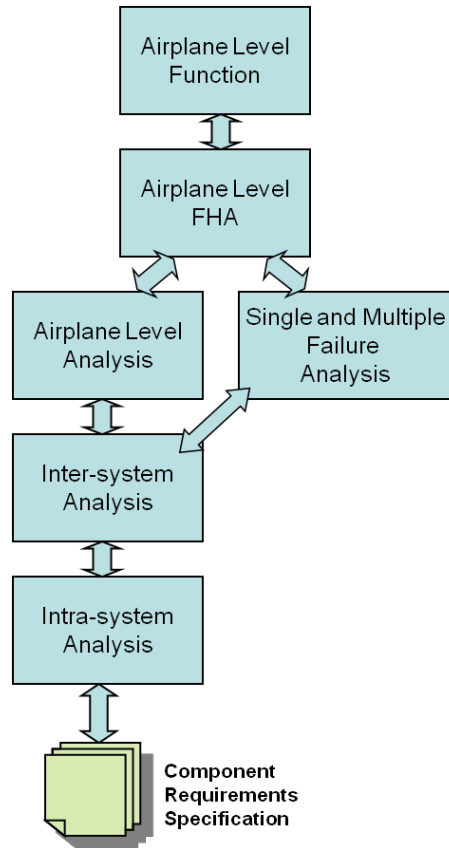 Airplane Level
Function
Airplane Level
FHA
Airplane Level
Analysis
Single and Multiple
Failure
Analysis
Inter-system
Analysis
Intra-system
Analysis
Component
Requirements
Specification